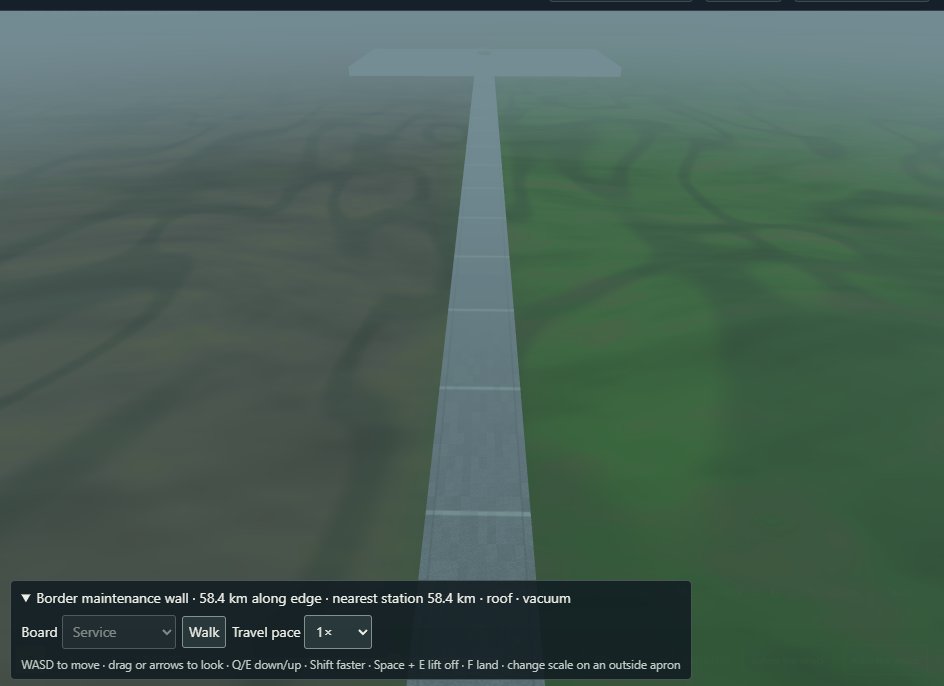 ▼ Border maintenance wall · 58.4 km along edge · nearest station 58.4 km · roof · vacuum
Board Service Walk Travel pace 1×
WASD to move · drag or arrows to look · Q/E down/up · Shift faster · Space + E lift off · F land · change scale on an outside apron